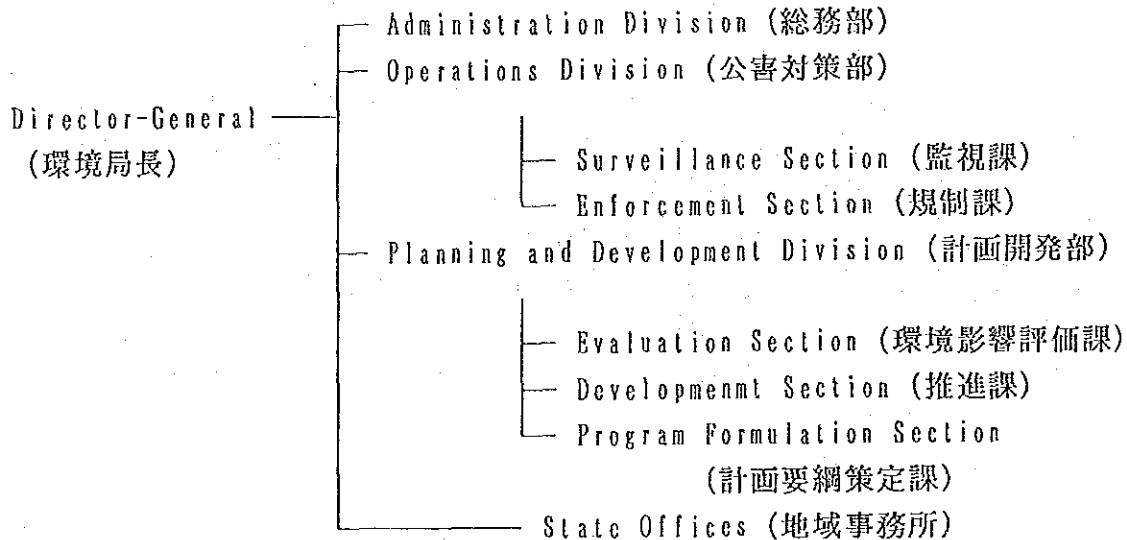 Administration Division (総務部)
Operations Division (公害対策部)
Director-General
(環境局長)
Surveillance Section (監視課)
Enforcement Section (規制課)
Planning and Development Division (計画開発部)
Evaluation Section (環境影響評価課)
Developmenmt Section (推進課)
Program Formulation Section
(計画要綱策定課)
State Offices (地域事務所)